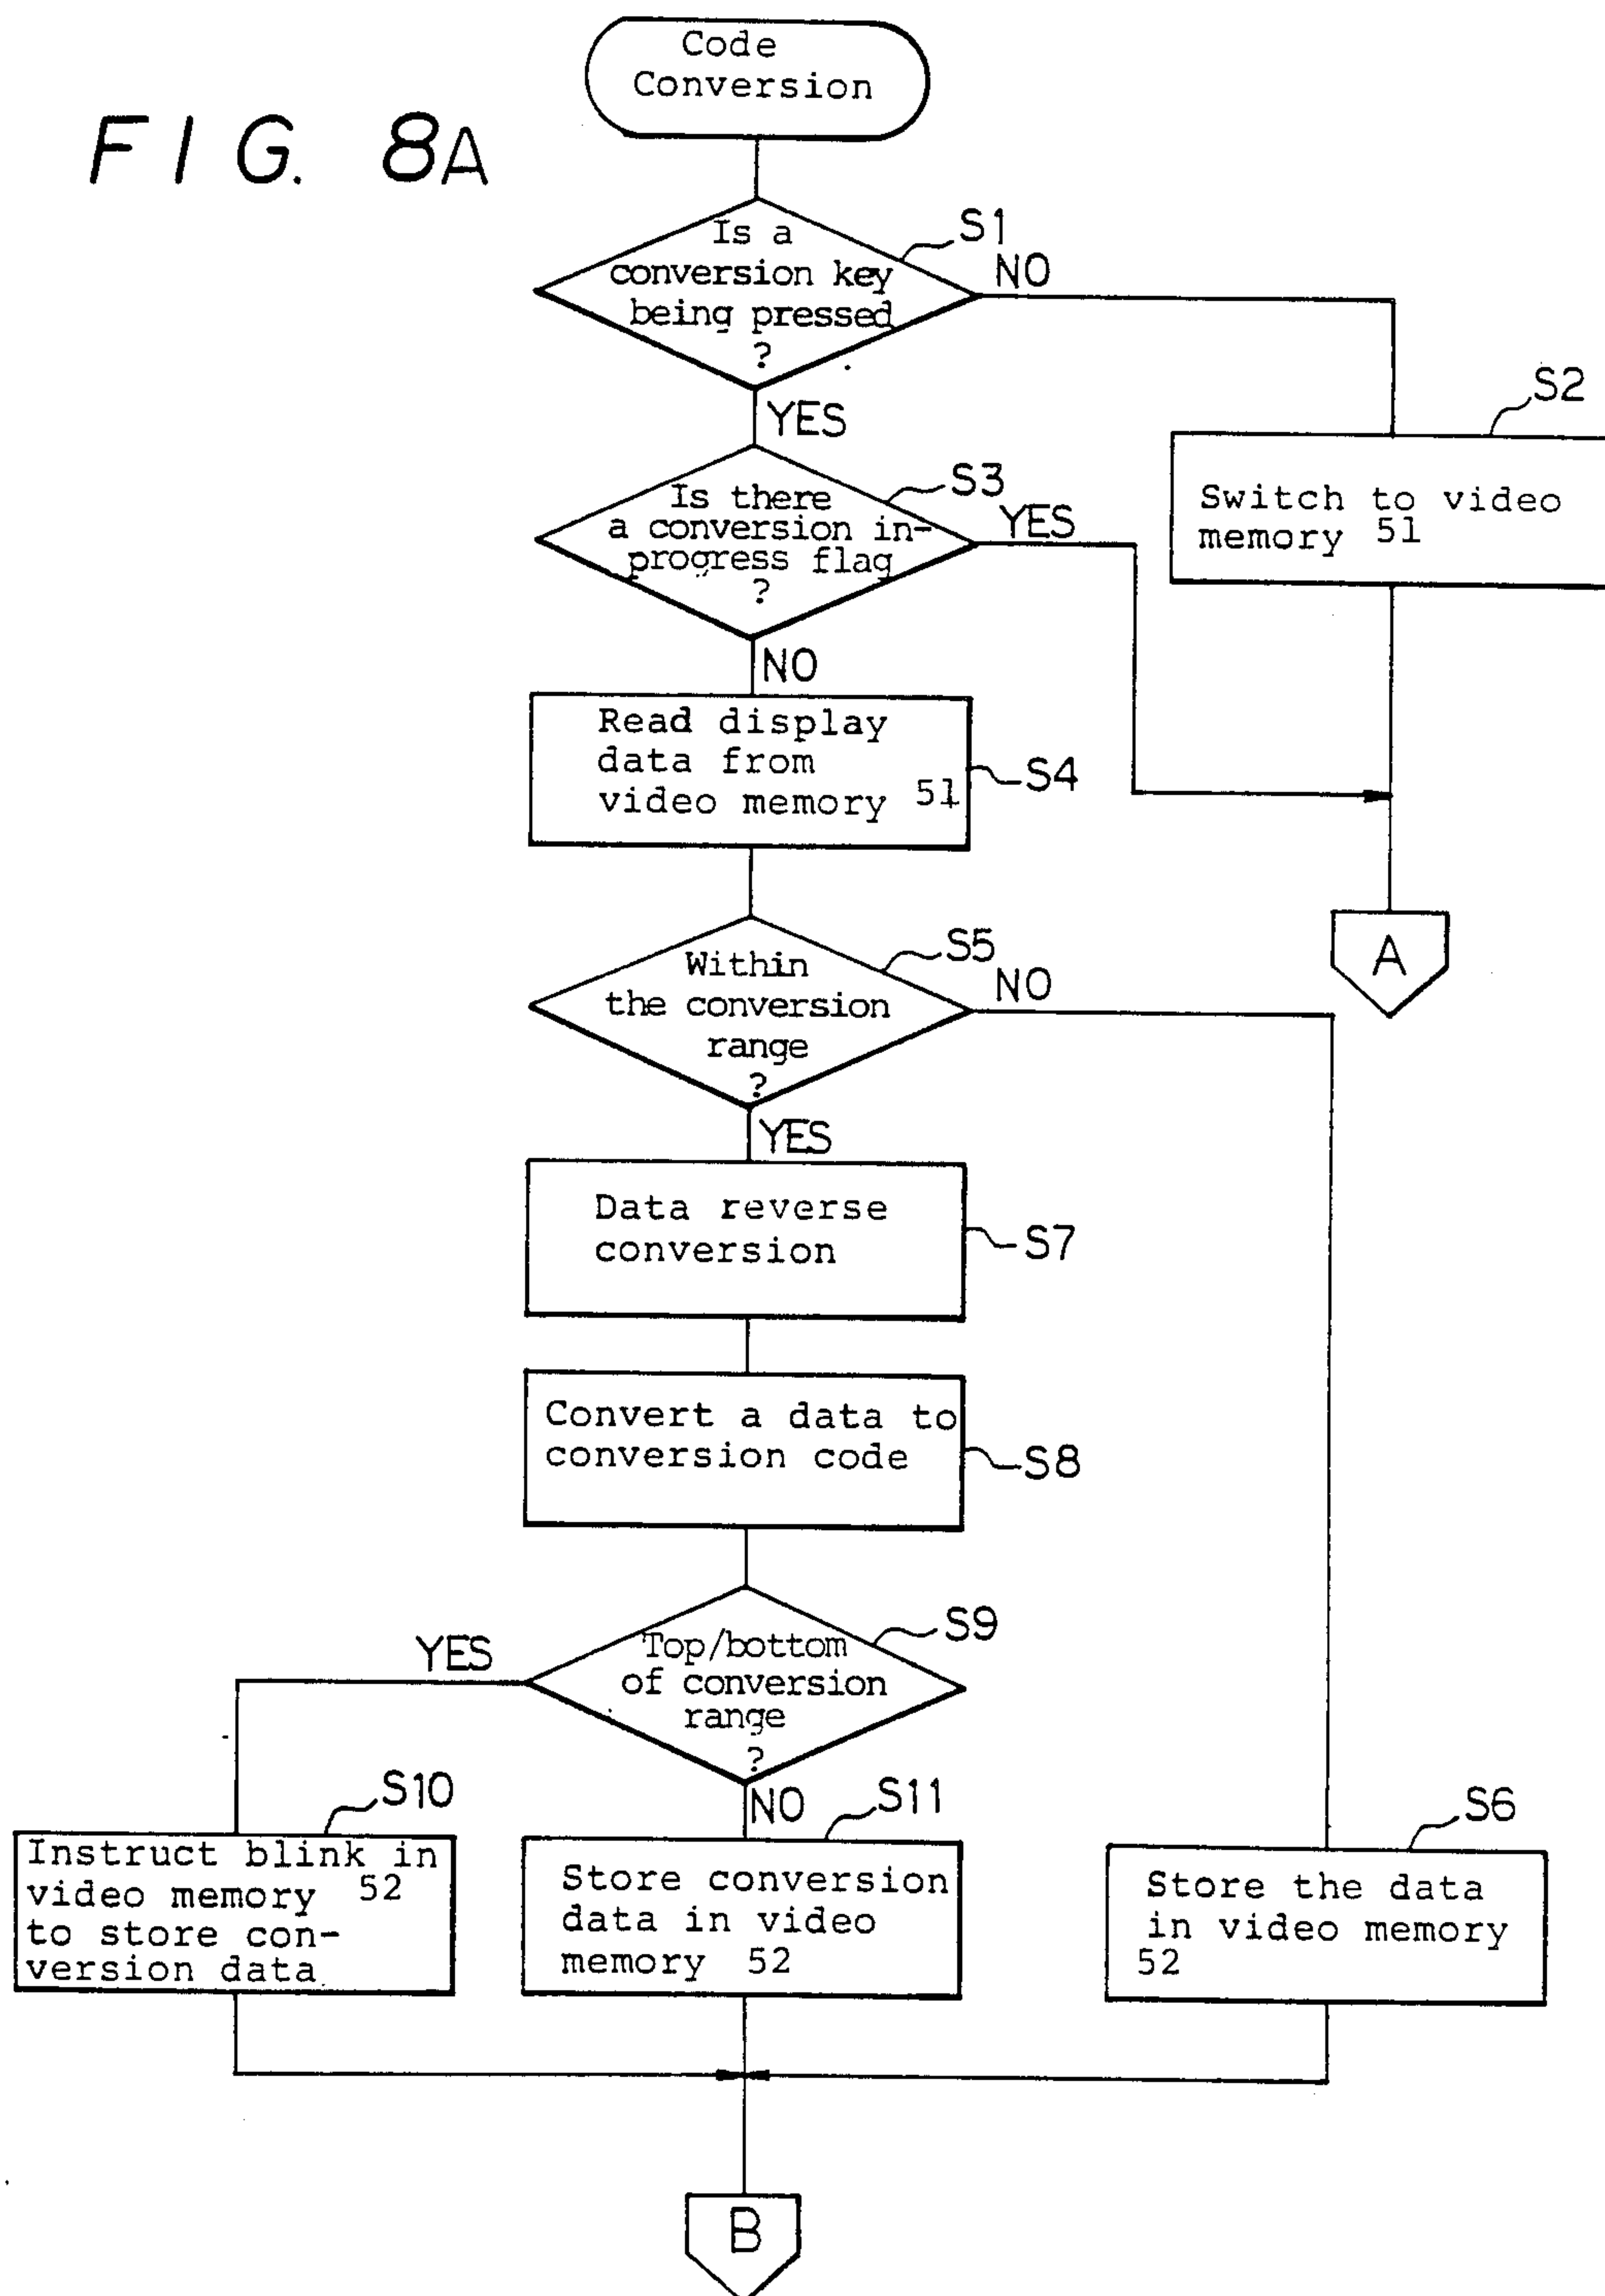 Code
Conversion
FIG. 8A
Is a
conversion key
being pressed
?
S1
NO
YES
S2
Switch to video
memory 51
Is there
a conversion in-
progress flag
?
S3
YES
NO
Read display
data from
video memory 51
S4
A
Within
the conversion
range
?
S5
NO
YES
Data reverse
conversion
S7
Convert a data to
conversion code
S8
Top/bottom
of conversion
range
?
S9
YES
NO
S10
Instruct blink in
video memory 52
to store con-
version data
S11
Store conversion
data in video
memory 52
S6
Store the data
in video memory
52
B